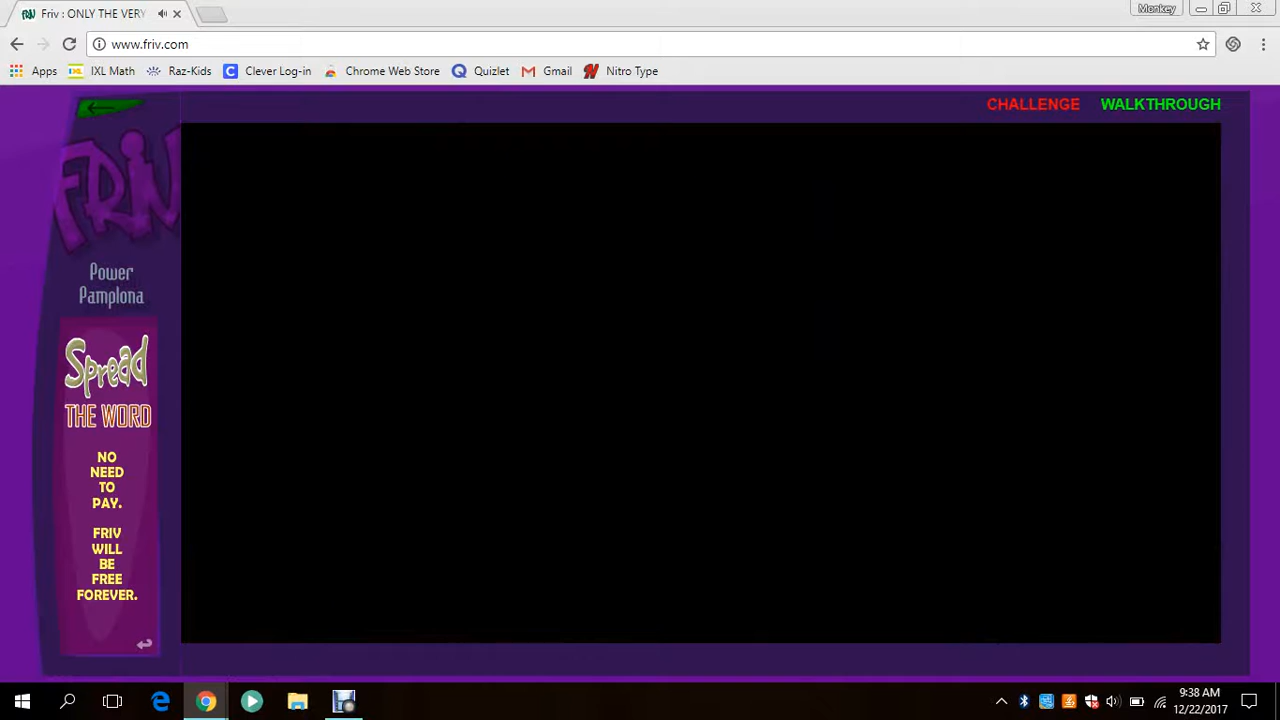 Friv : ONLY THE VERY
Monkey
www.friv.com
Apps IXL Math Raz-Kids Clever Log-in Chrome Web Store Quizlet Gmail Nitro Type
CHALLENGE WALKTHROUGH
FRIV
Power
Pamplona
Spread
THE WORD
NO
NEED
TO
PAY.
FRIV
WILL
BE
FREE
FOREVER.
9:38 AM
12/22/2017